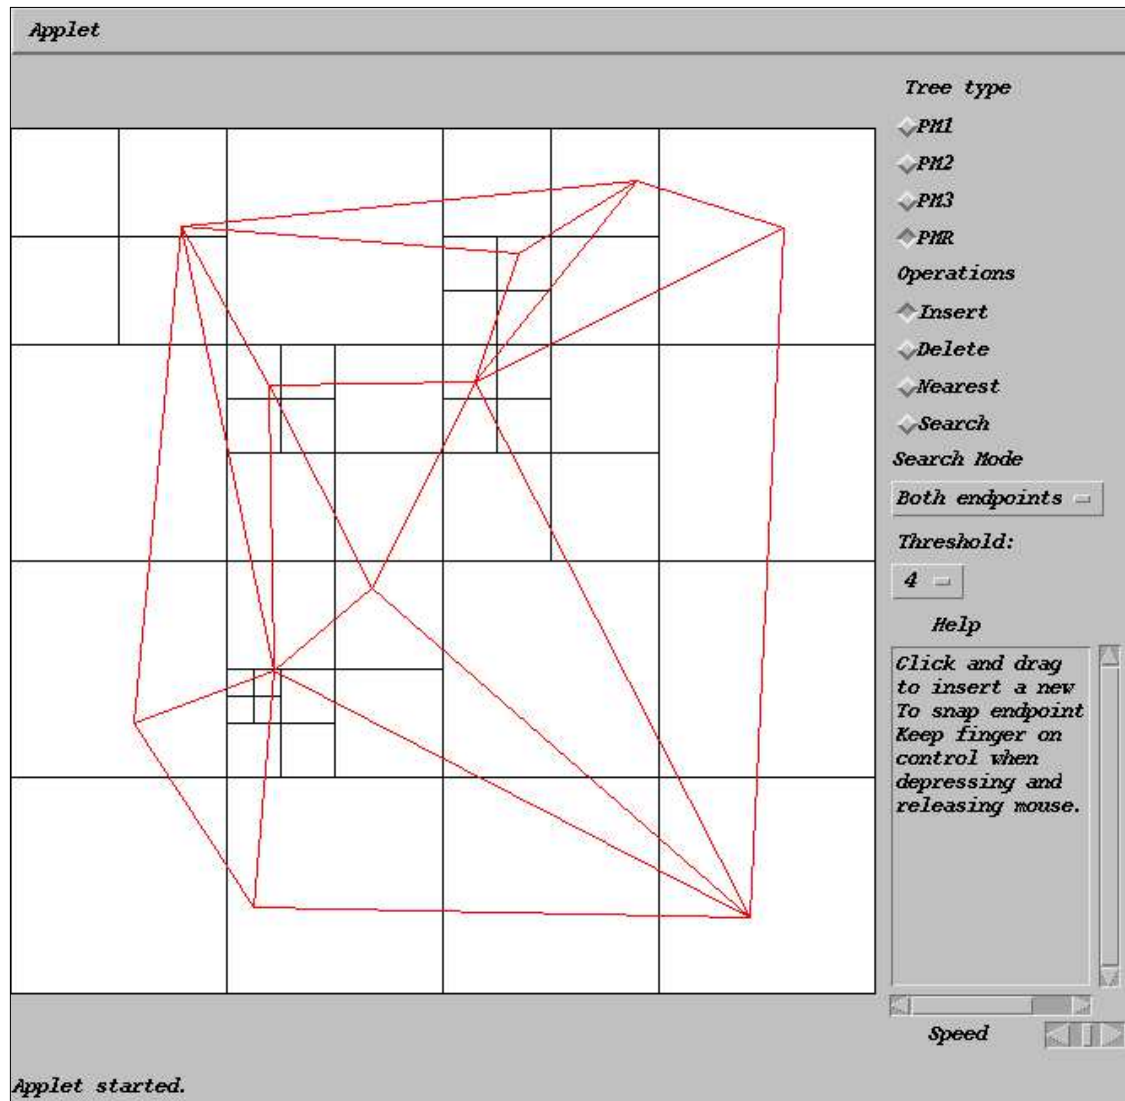 Applet
Tree type
PM1
PM2
PM3
PMR
Operations
Insert
Delete
Nearest
Search
Search Mode
Both endpoints
Threshold:
4
Help
Click and drag
to insert a new
To snap endpoint
Keep finger on
control when
depressing and
releasing mouse.
Speed
Applet started.